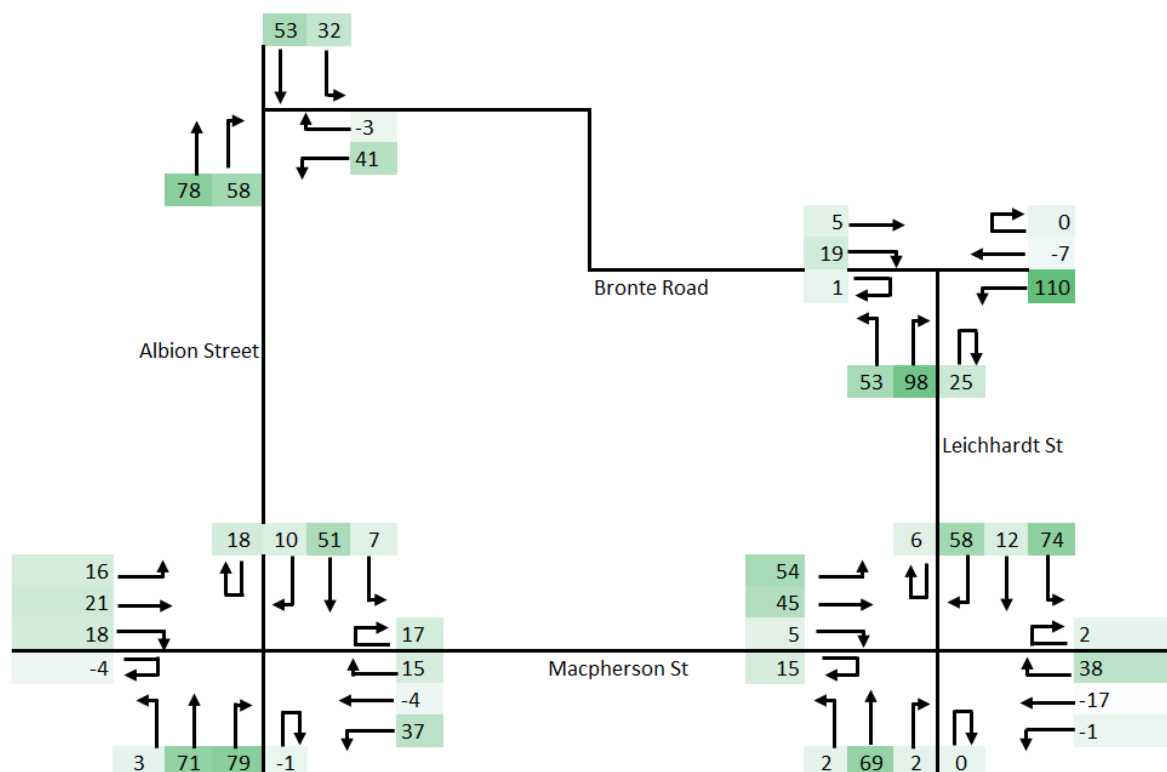 53 32
-3
41
78 58
5 0
19 -7
1 110
Bronte Road
Albion Street
53 98 25
Leichhardt St
18 10 51 7
6 58 12 74
16
54
21
45
18
17
5
2
-4
15
Macpherson St
15
38
-4
-17
37
-1
3 71 79 -1
2 69 2 0